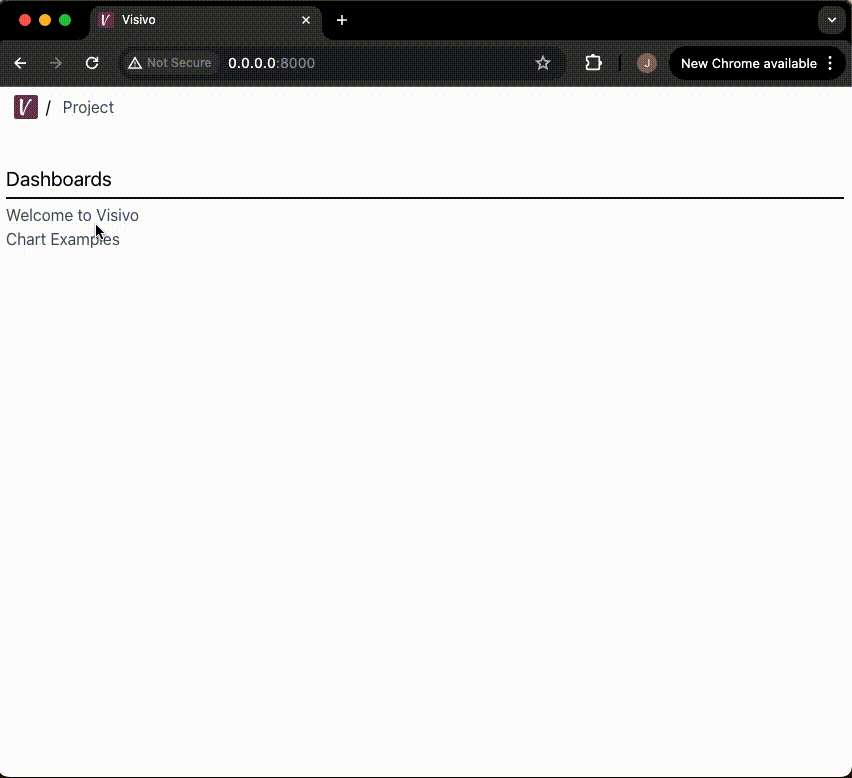 Visivo
Not Secure 0.0.0.0:8000 J New Chrome available
V / Project
Dashboards
Welcome to Visivo
Chart Examples